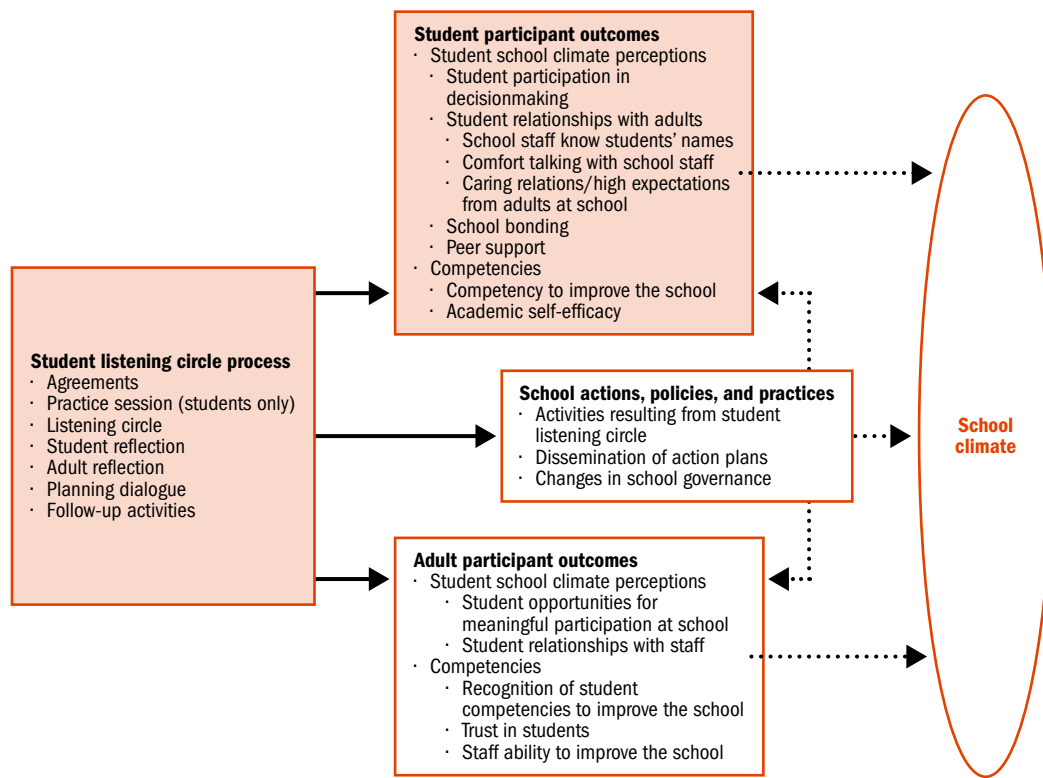 Student participant outcomes
· Student school climate perceptions
· Student participation in
decisionmaking
· Student relationships with adults
· School staff know students’ names
· Comfort talking with school staff
· Caring relations/high expectations
from adults at school
· School bonding
· Peer support
· Competencies
· Competency to improve the school
· Academic self-efficacy
Student listening circle process
· Agreements
· Practice session (students only)
· Listening circle
· Student reflection
· Adult reflection
· Planning dialogue
· Follow-up activities
School actions, policies, and practices
· Activities resulting from student
listening circle
· Dissemination of action plans
· Changes in school governance
Adult participant outcomes
· Student school climate perceptions
· Student opportunities for
meaningful participation at school
· Student relationships with staff
· Competencies
· Recognition of student
competencies to improve the school
· Trust in students
· Staff ability to improve the school
School
climate